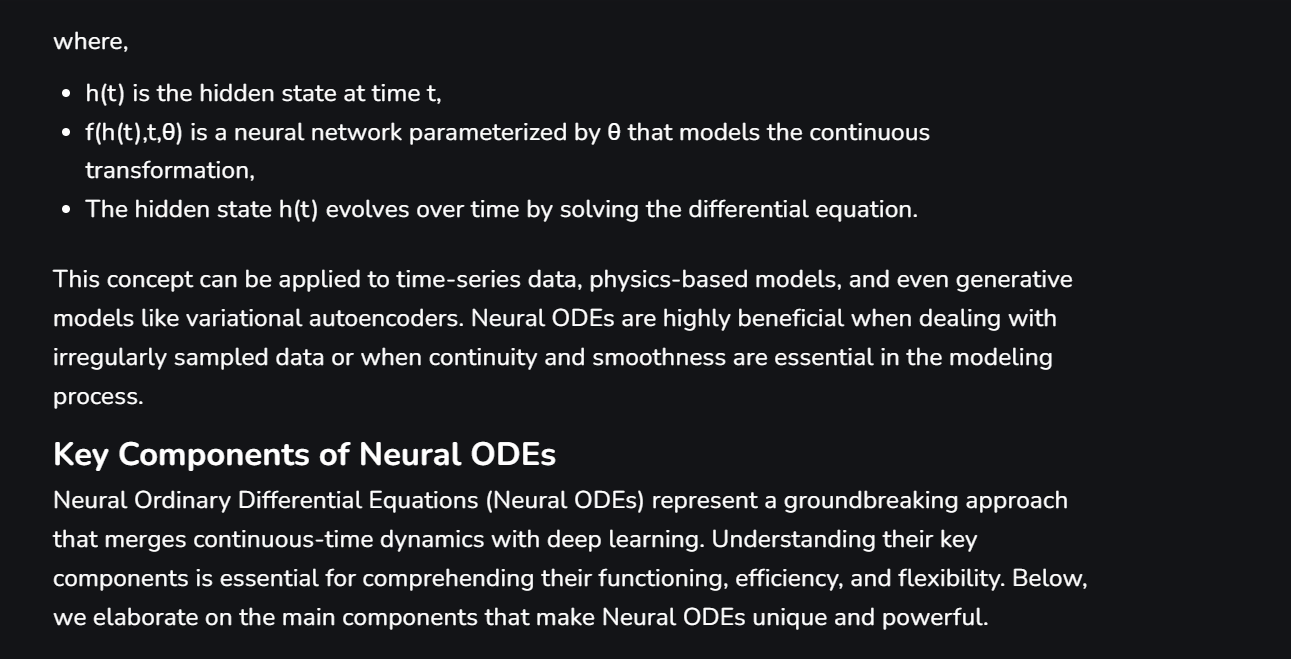 where,
• h(t) is the hidden state at time t,
• f(h(t),t,θ) is a neural network parameterized by θ that models the continuous
transformation,
• The hidden state h(t) evolves over time by solving the differential equation.
This concept can be applied to time-series data, physics-based models, and even generative
models like variational autoencoders. Neural ODEs are highly beneficial when dealing with
irregularly sampled data or when continuity and smoothness are essential in the modeling
process.
Key Components of Neural ODEs
Neural Ordinary Differential Equations (Neural ODEs) represent a groundbreaking approach
that merges continuous-time dynamics with deep learning. Understanding their key
components is essential for comprehending their functioning, efficiency, and flexibility. Below,
we elaborate on the main components that make Neural ODEs unique and powerful.